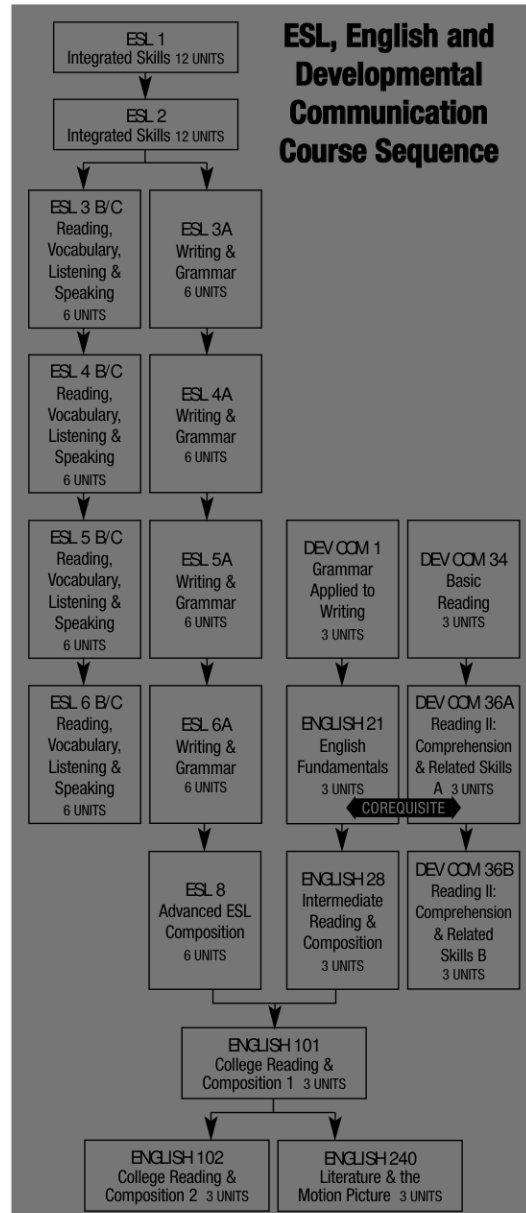 ESL, English and
Developmental
Communication
Course Sequence
ESL 1
Integrated Skills 12 UNITS
ESL 2
Integrated Skills 12 UNITS
ESL 3 B/C
Reading,
Vocabulary,
Listening &
Speaking
6 UNITS
ESL 3A
Writing &
Grammar
6 UNITS
ESL 4 B/C
Reading,
Vocabulary,
Listening &
Speaking
6 UNITS
ESL 4A
Writing &
Grammar
6 UNITS
ESL 5 B/C
Reading,
Vocabulary,
Listening &
Speaking
6 UNITS
ESL 5A
Writing &
Grammar
6 UNITS
DEV COM 1
Grammar
Applied to
Writing
3 UNITS
DEV COM 34
Basic
Reading
3 UNITS
ESL 6 B/C
Reading,
Vocabulary,
Listening &
Speaking
6 UNITS
ESL 6A
Writing &
Grammar
6 UNITS
ENGLISH 21
English
Fundamentals
3 UNITS
DEV COM 36A
Reading II:
Comprehension
& Related Skills
A 3 UNITS
COREQUISITE
ESL 8
Advanced ESL
Composition
6 UNITS
ENGLISH 28
Intermediate
Reading &
Composition
3 UNITS
DEV COM 36B
Reading II:
Comprehension
& Related
Skills B
3 UNITS
ENGLISH 101
College Reading &
Composition 1 3 UNITS
ENGLISH 102
College Reading &
Composition 2 3 UNITS
ENGLISH 240
Literature & the
Motion Picture 3 UNITS